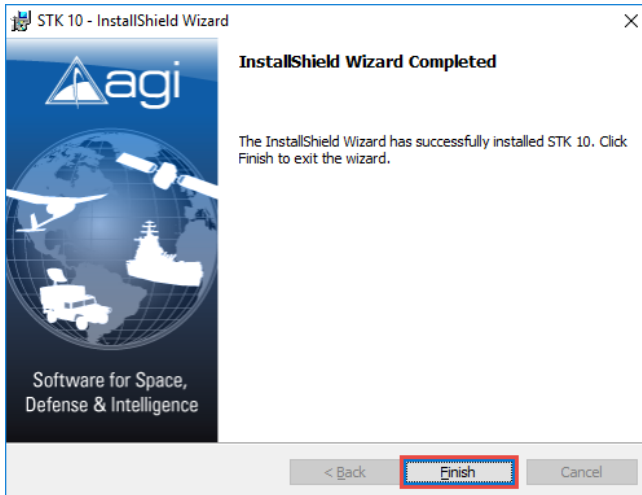 STK 10 - InstallShield Wizard
agi
InstallShield Wizard Completed
The InstallShield Wizard has successfully installed STK 10. Click
Finish to exit the wizard.
Software for Space,
Defense & Intelligence
< Back
Finish
Cancel